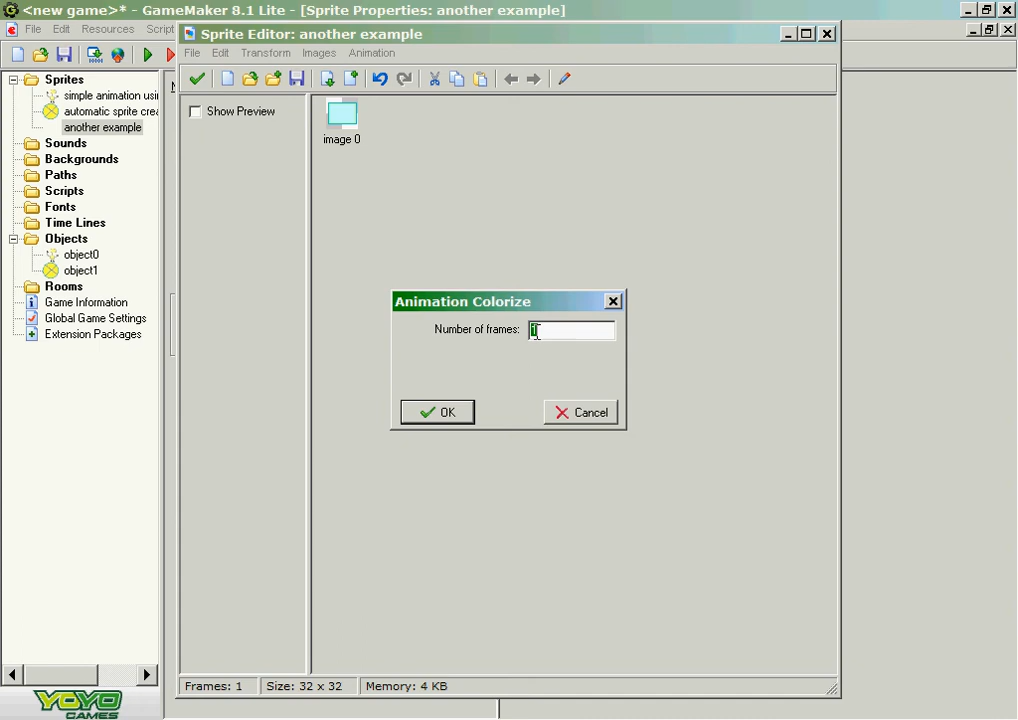 <new game>* - GameMaker 8.1 Lite - [Sprite Properties: another example]
File Edit Resources Script
Sprite Editor: another example
File Edit Transform Images Animation
Sprites
simple animation usi
automatic sprite crea
another example
Sounds
Backgrounds
Paths
Scripts
Fonts
Time Lines
Objects
object0
object1
Rooms
Game Information
Global Game Settings
Extension Packages
Show Preview
image 0
Animation Colorize
Number of frames: 1
OK Cancel
Frames: 1 Size: 32 x 32 Memory: 4 KB
YOYO
GAMES